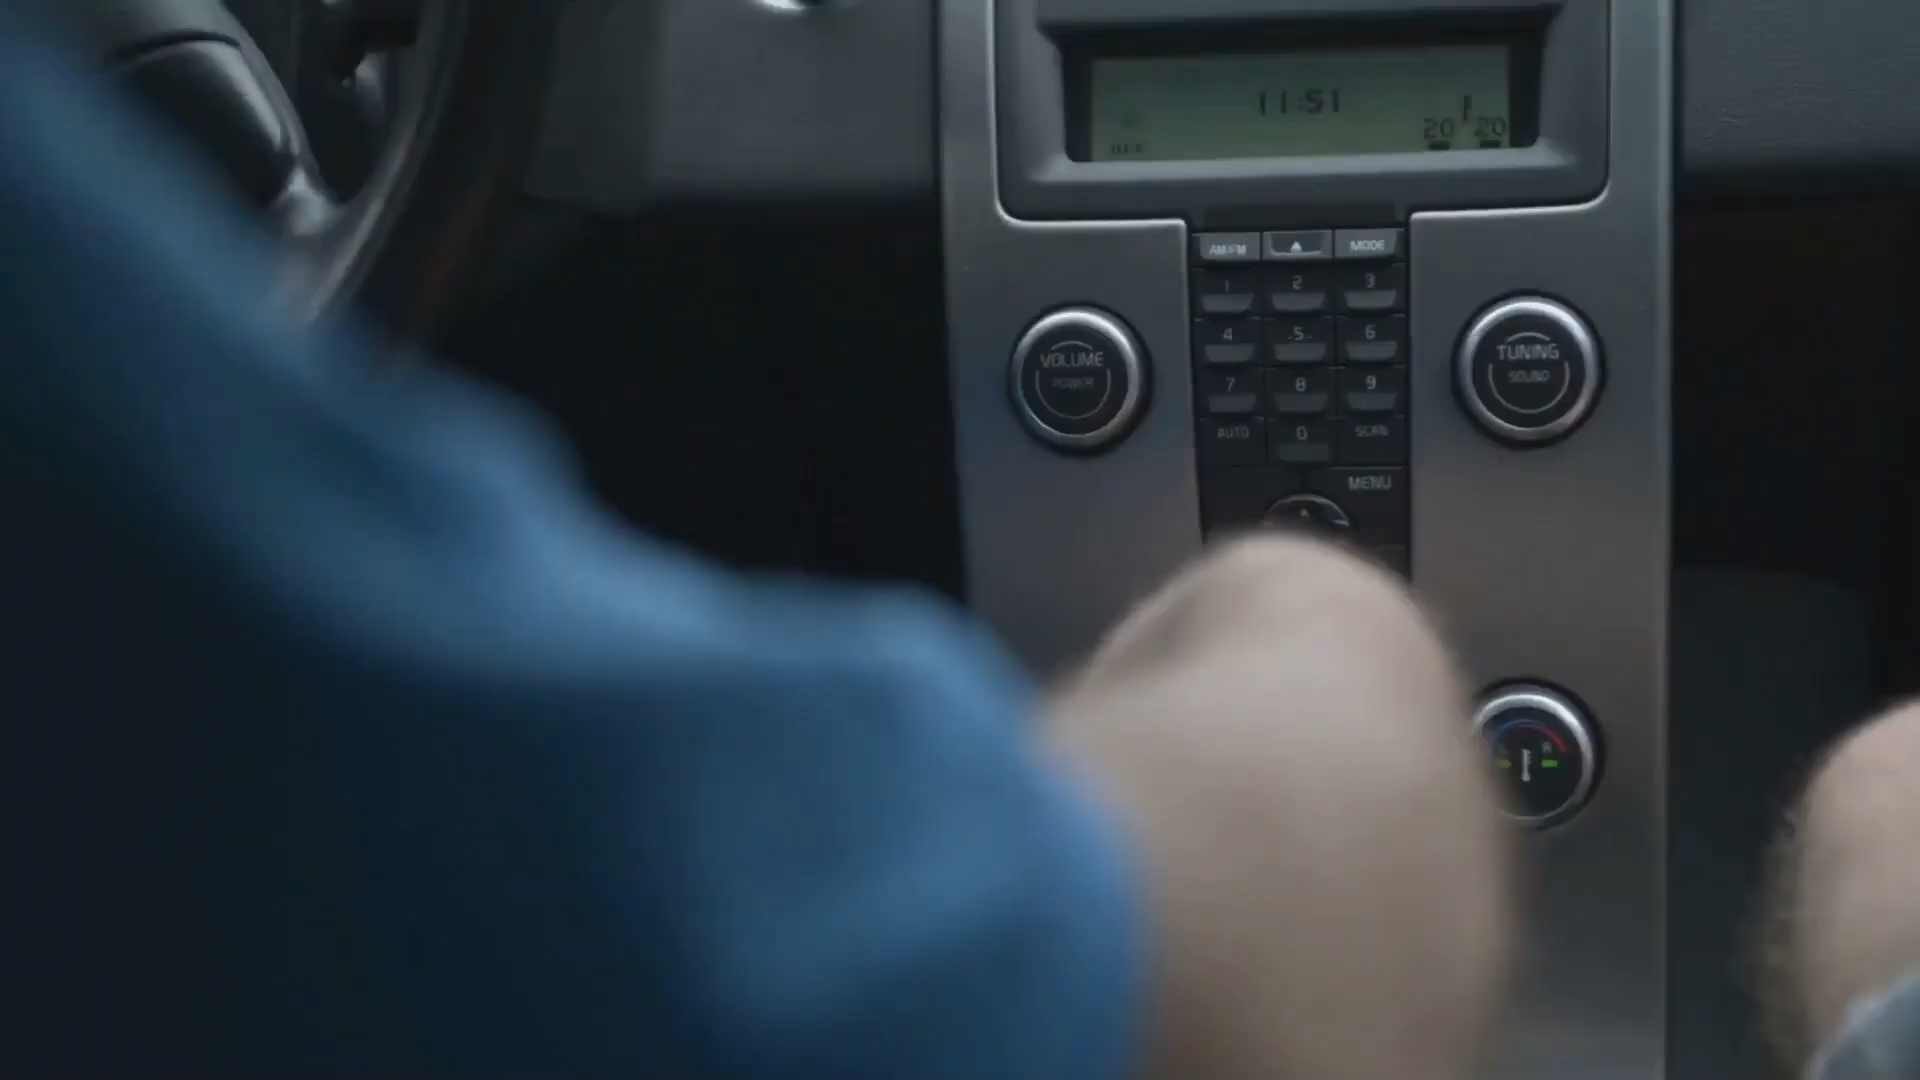 11:51
20 20
AM/FM MODE
1 2 3
VOLUME
POWER
4 5 6
TUNING
SOUND
7 8 9
AUTO 0 SCAN
MENU
R